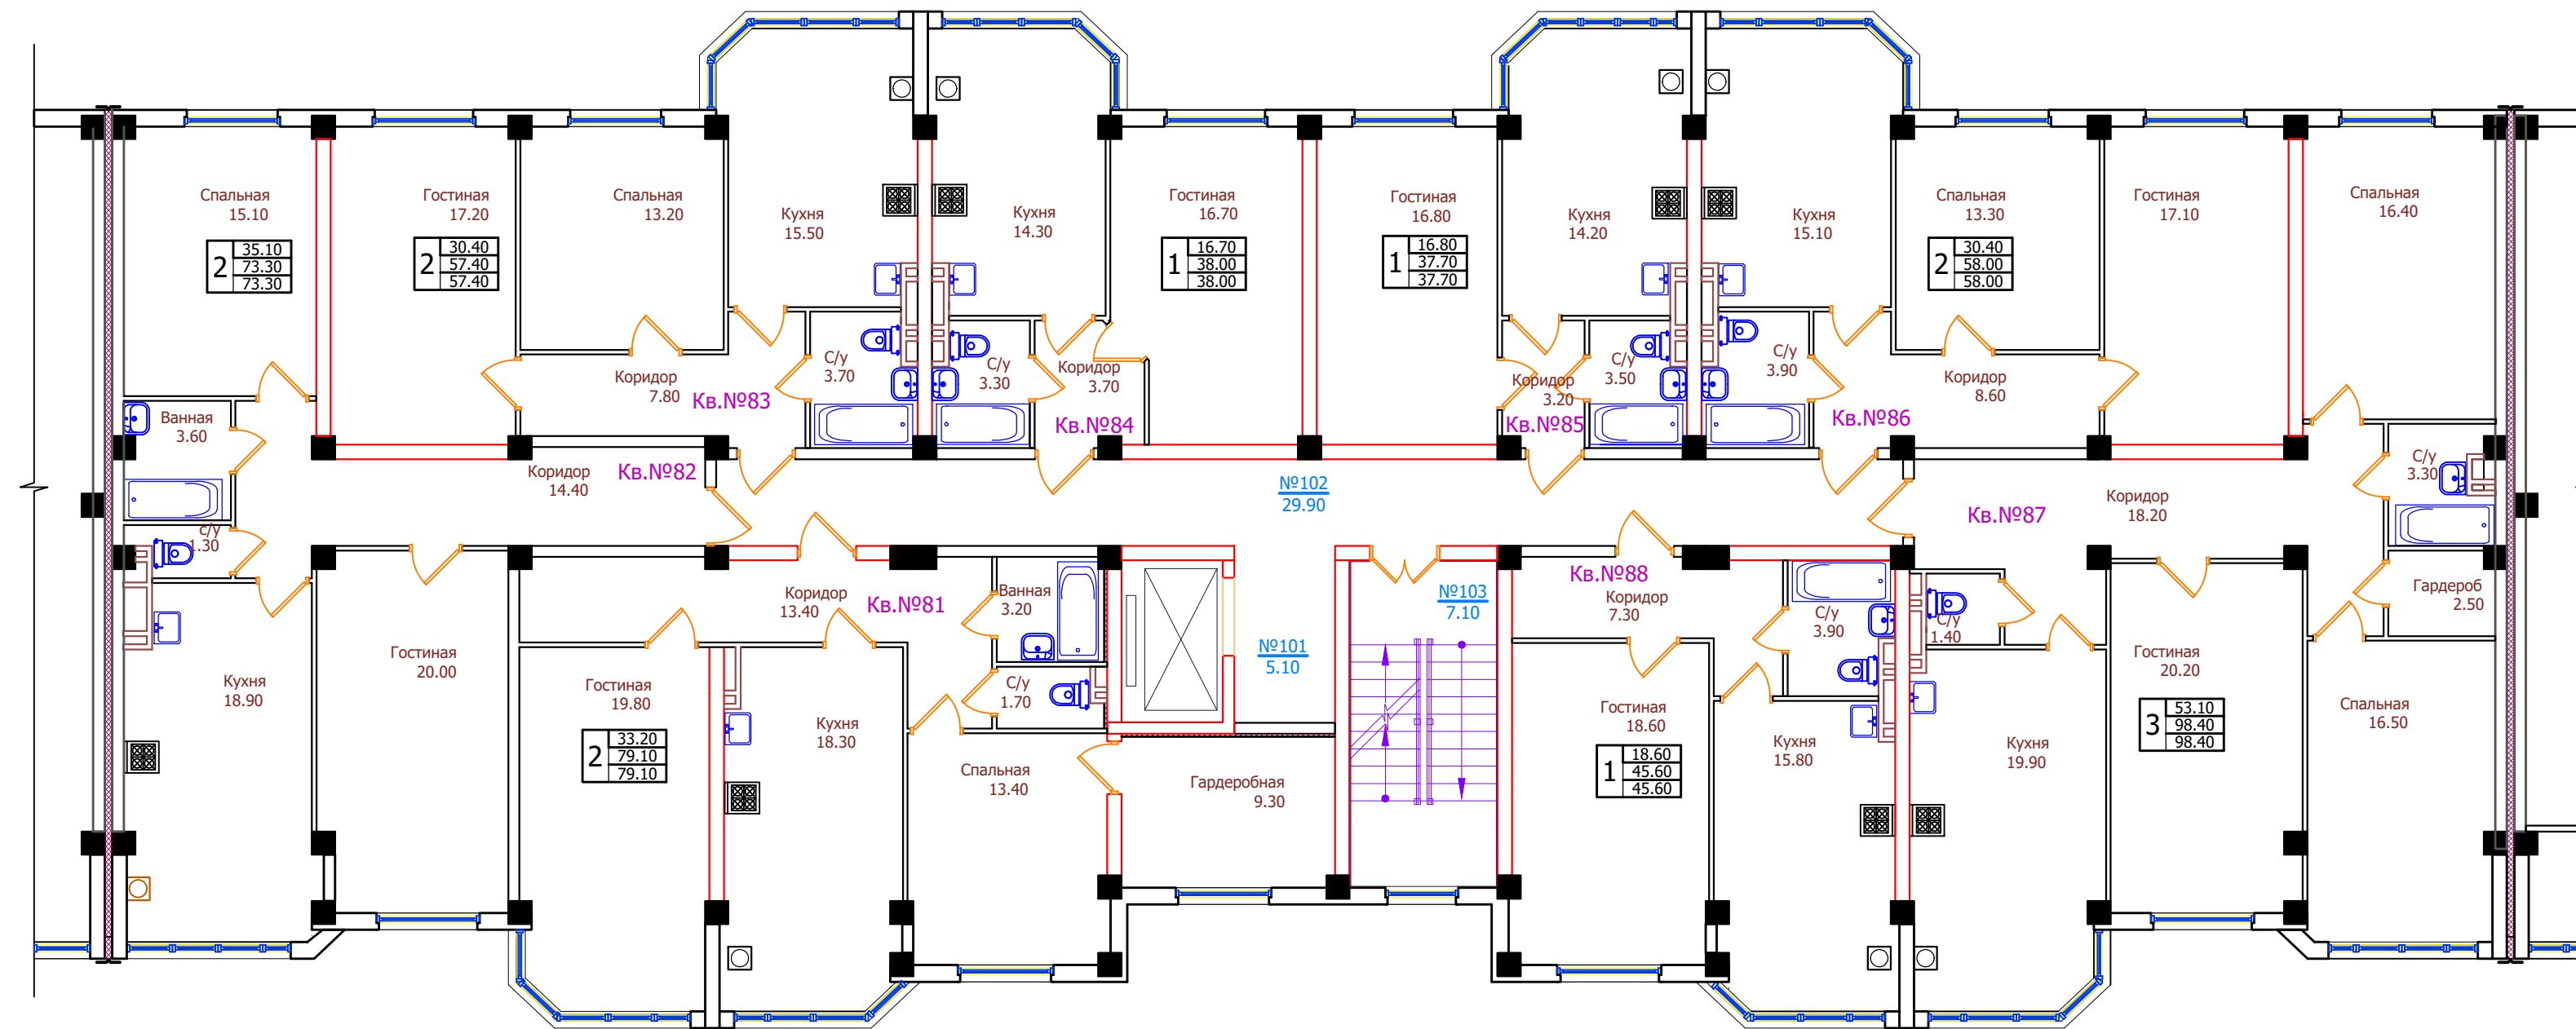 Спальная
15.10
2
35.10
73.30
73.30
Гостиная
17.20
2
30.40
57.40
57.40
Спальная
13.20
Кухня
15.50
Кухня
14.30
Гостиная
16.70
1
16.70
38.00
38.00
Гостиная
16.80
1
16.80
37.70
37.70
Кухня
14.20
Кухня
15.10
Спальная
13.30
2
30.40
58.00
58.00
Гостиная
17.10
Спальная
16.40
Ванная
3.60
Коридор
7.80
Кв.№83
С/у
3.70
С/у
3.30
Коридор
3.70
Кв.№84
Коридор
3.20
Кв.№85
С/у
3.50
С/у
3.90
Кв.№86
Коридор
8.60
С/у
3.30
с/у
1.30
Коридор
14.40
Кв.№82
№102
29.90
Кв.№87
Коридор
18.20
Кухня
18.90
Гостиная
20.00
Коридор
13.40
Кв.№81
Ванная
3.20
С/у
1.70
№101
5.10
№103
7.10
Кв.№88
Коридор
7.30
С/у
3.90
С/у
1.40
Гардероб
2.50
Гостиная
19.80
2
33.20
79.10
79.10
Кухня
18.30
Спальная
13.40
Гардеробная
9.30
Гостиная
18.60
1
18.60
45.60
45.60
Кухня
15.80
Кухня
19.90
Гостиная
20.20
3
53.10
98.40
98.40
Спальная
16.50